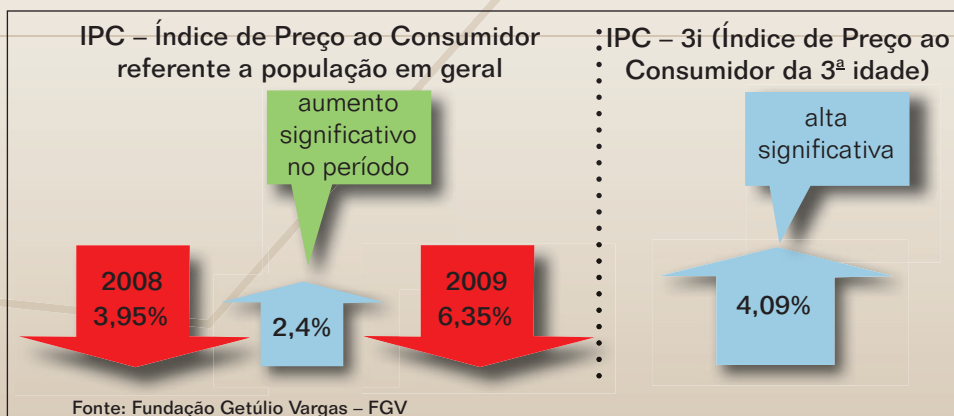 IPC – Índice de Preço ao Consumidor
referente a população em geral
aumento
significativo
no período
2008
3,95%
2,4%
2009
6,35%
IPC – 3i (Índice de Preço ao
Consumidor da 3ª idade)
alta
significativa
4,09%
Fonte: Fundação Getúlio Vargas – FGV